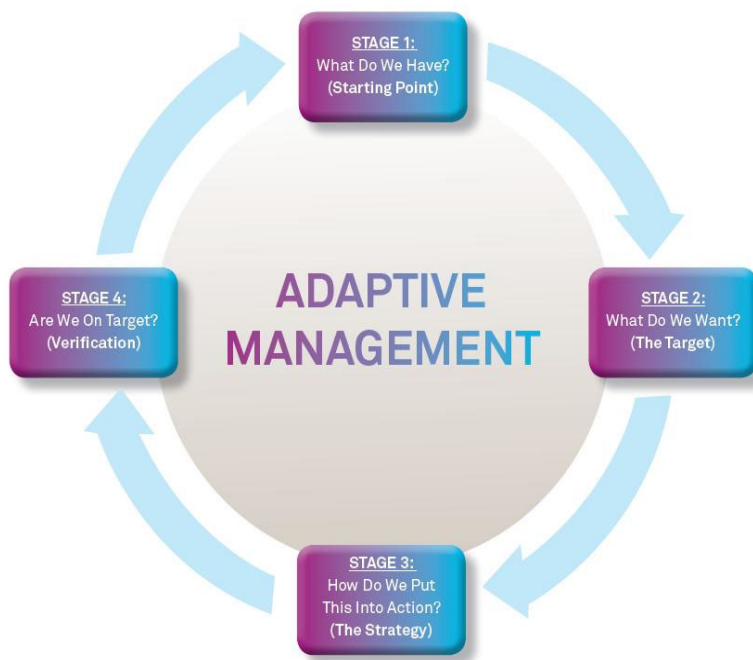 STAGE 1:
What Do We Have?
(Starting Point)
STAGE 2:
What Do We Want?
(The Target)
STAGE 3:
How Do We Put
This Into Action?
(The Strategy)
STAGE 4:
Are We On Target?
(Verification)
ADAPTIVE
MANAGEMENT